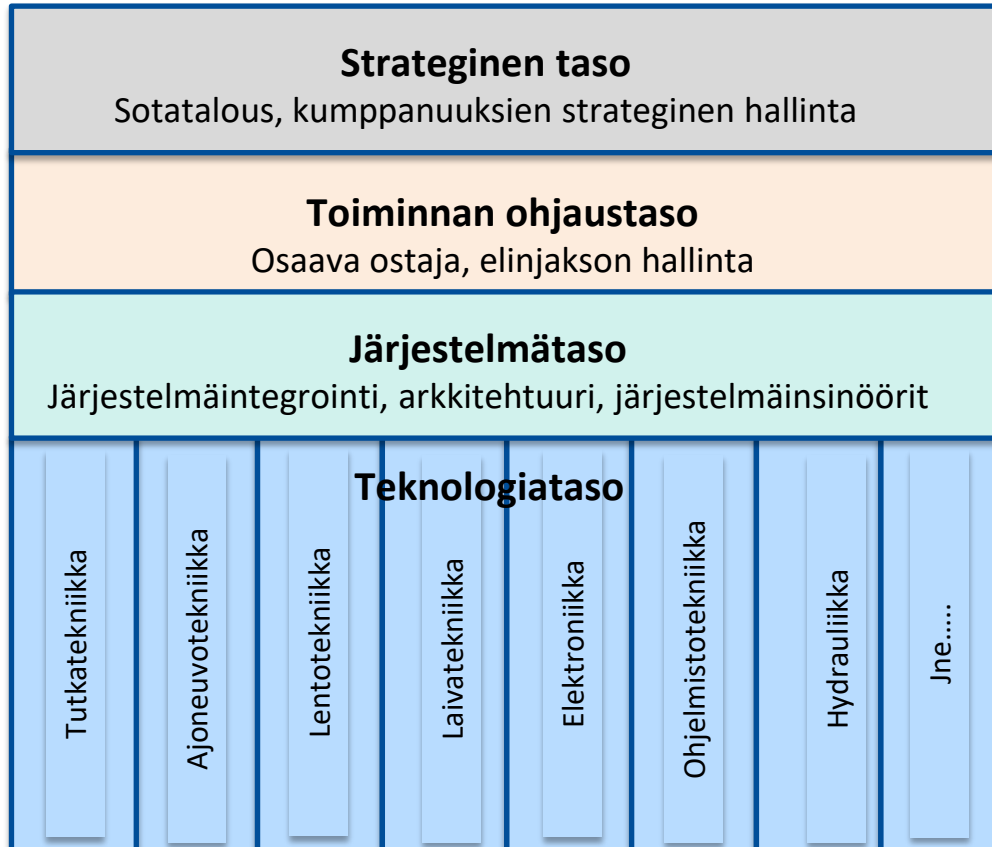 Strateginen taso
Sotatalous, kumppanuuksien strateginen hallinta
Toiminnan ohjaustaso
Osaava ostaja, elinjakson hallinta
Järjestelmätaso
Järjestelmäintegrointi, arkkitehtuuri, järjestelmäinsinöörit
Teknologiataso
Tutkatekniikka
Ajoneuvotekniikka
Lentotekniikka
Laivatekniikka
Elektroniikka
Ohjelmistotekniikka
Hydrauliikka
Jne.....